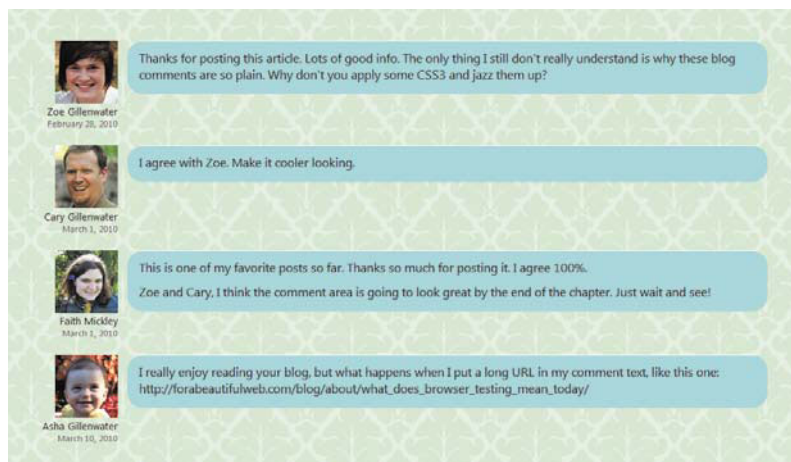 Thanks for posting this article. Lots of good info. The only thing I still don't really understand is why these blog
comments are so plain. Why don't you apply some CSS3 and jazz them up?
Zoe Gillenwater
February 28, 2010
I agree with Zoe. Make it cooler looking.
Cary Gillenwater
March 1, 2010
This is one of my favorite posts so far. Thanks so much for posting it. I agree 100%.
Zoe and Cary, I think the comment area is going to look great by the end of the chapter. Just wait and see!
Faith Mickley
March 1, 2010
I really enjoy reading your blog, but what happens when I put a long URL in my comment text, like this one:
http://forabeautifulweb.com/blog/about/what_does_browser_testing_mean_today/
Asha Gillenwater
March 10, 2010